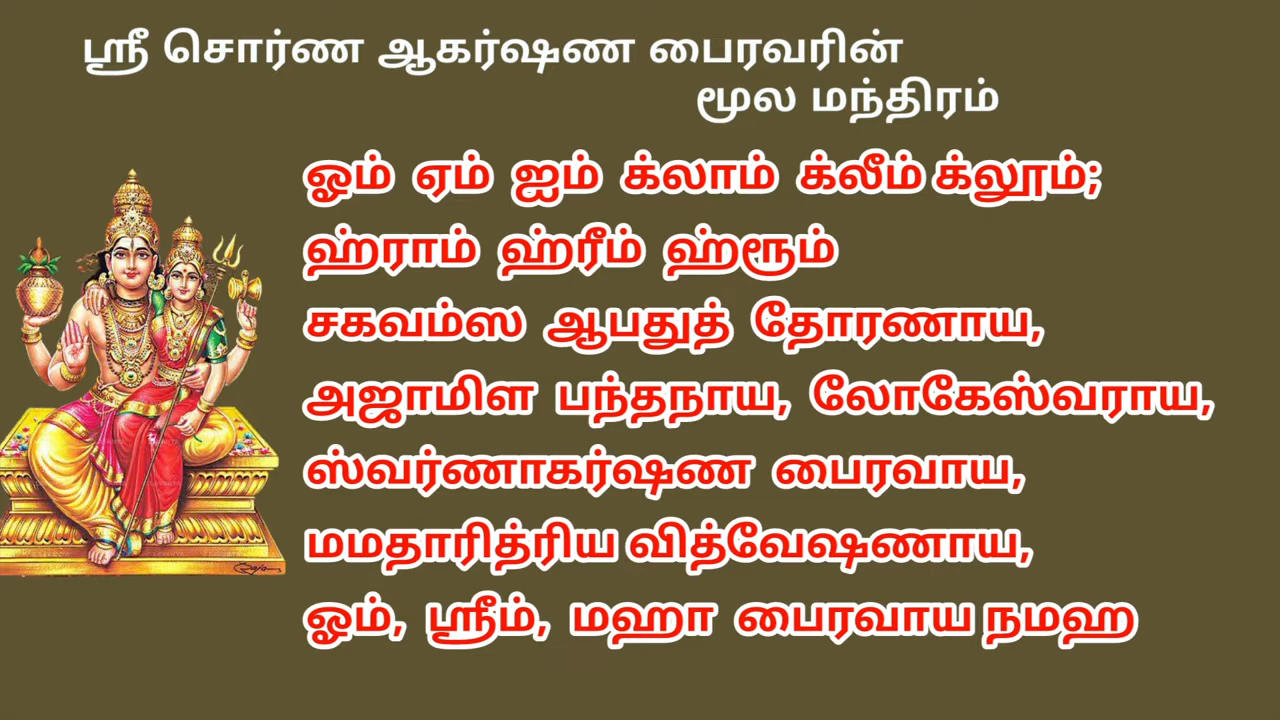 ஸ்ரீ சொர்ண ஆகர்ஷண பைரவரின்
மூல மந்திரம்
ஓம் ஏம் ஐம் க்லாம் க்லீம் க்லூம்;
ஹ்ராம் ஹ்ரீம் ஹ்ரூம்
சகவம்ஸ ஆபதுத் தோரணாய,
அஜாமிள பந்தநாய, லோகேஸ்வராய,
ஸ்வர்ணாகர்ஷண பைரவாய,
மமதாரித்ரிய வித்வேஷணாய,
ஓம், ஸ்ரீம், மஹா பைரவாய நமஹ